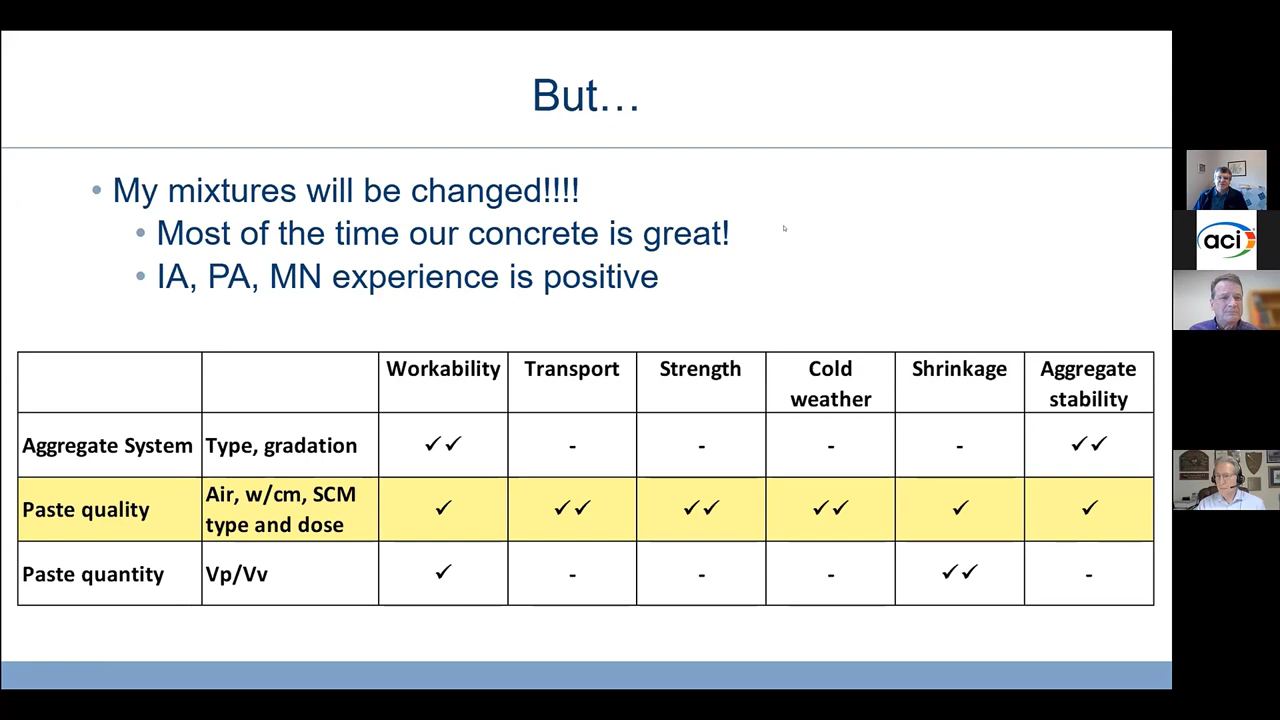 But…
• My mixtures will be changed!!!!
• Most of the time our concrete is great!
• IA, PA, MN experience is positive
Workability Transport Strength Cold weather Shrinkage Aggregate stability
Aggregate System Type, gradation ✓✓ - - - - ✓✓
Paste quality Air, w/cm, SCM type and dose ✓ ✓✓ ✓✓ ✓✓ ✓ ✓
Paste quantity Vp/Vv ✓ - - - ✓✓ -
aci